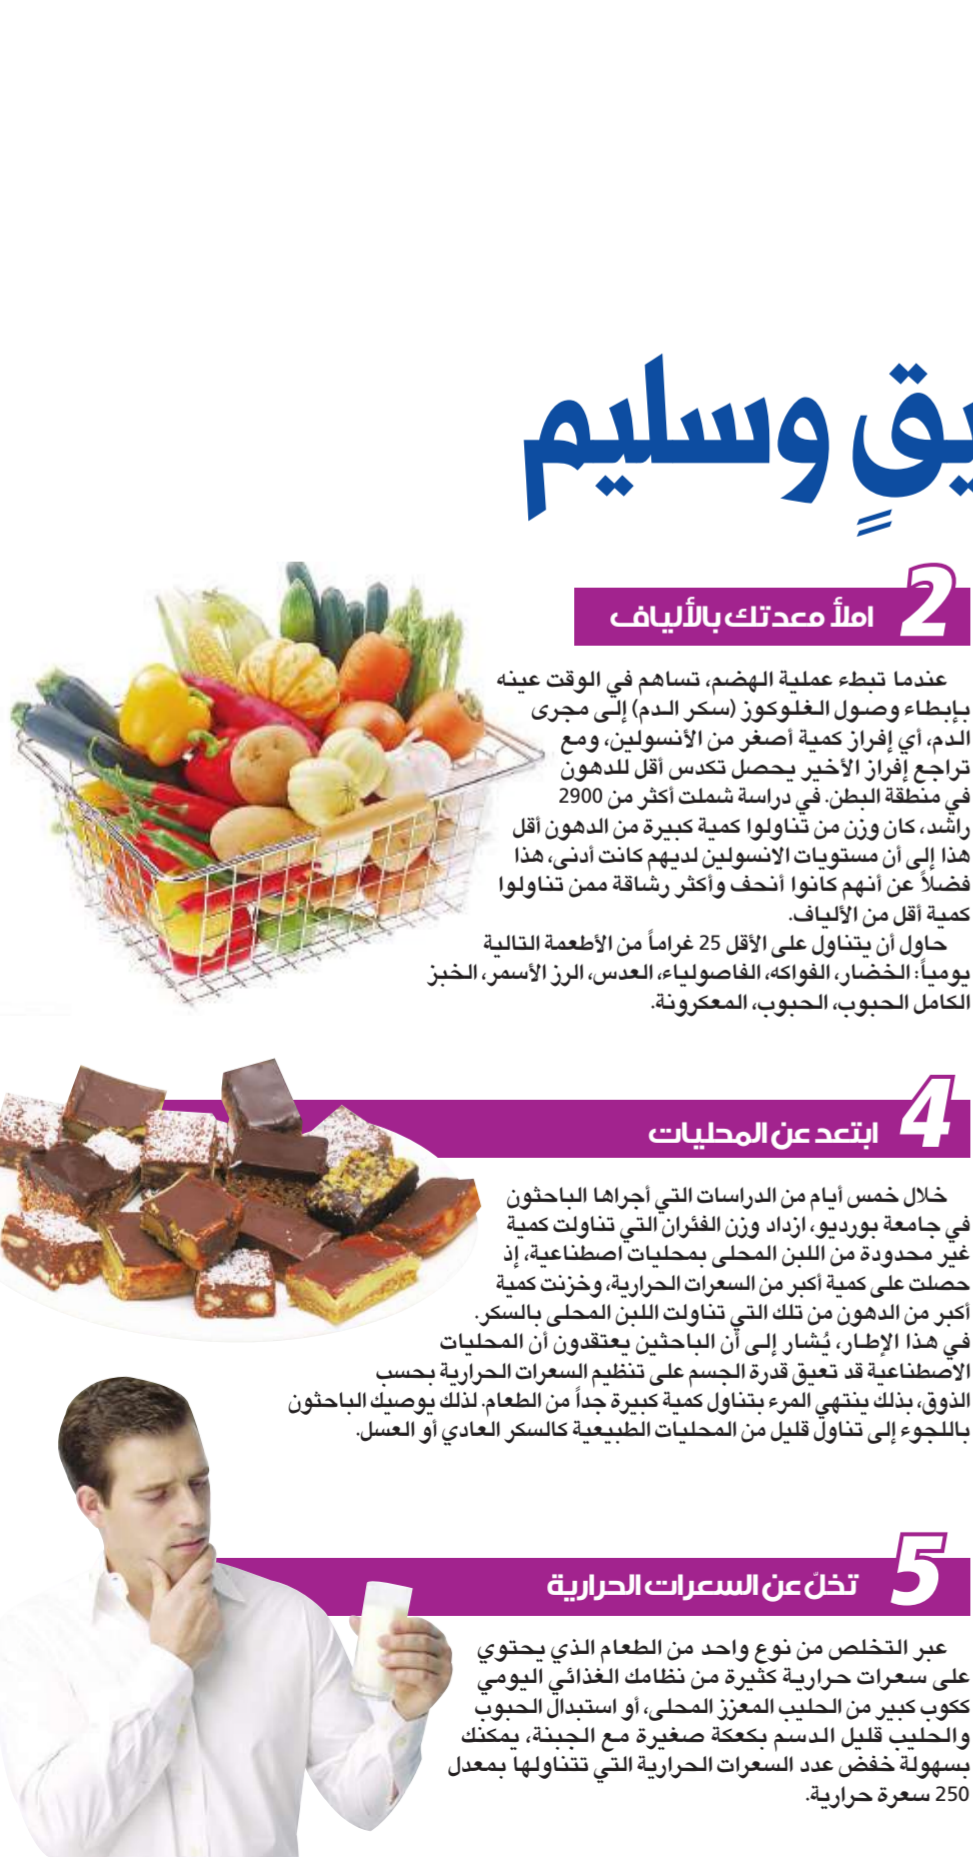 يقٍ وسليم
2 املأ معدتك بالألياف
عندما تبطء عملية الهضم، تساهم في الوقت عينه
بإبطاء وصول الغلوكوز (سكر الدم) إلى مجرى
الدم، أي إفراز كمية أصغر من الأنسولين، ومع
تراجع إفراز الأخير يحصل تكدس أقل للدهون
في منطقة البطن. في دراسة شملت أكثر من 2900
راشد، كان وزن من تناولوا كمية كبيرة من الدهون أقل
هذا إلى أن مستويات الانسولين لديهم كانت أدنى، هذا
فضلاً عن أنهم كانوا أنحف وأكثر رشاقة ممن تناولوا
كمية أقل من الألياف.
حاول أن يتناول على الأقل 25 غراماً من الأطعمة التالية
يومياً: الخضار، الفواكه، الفاصولياء، العدس، الرز الأسمر، الخبز
الكامل الحبوب، الحبوب، المعكرونة.
4 ابتعد عن المحليات
خلال خمس أيام من الدراسات التي أجراها الباحثون
في جامعة بورديو، ازداد وزن الفئران التي تناولت كمية
غير محدودة من اللبن المحلى بمحليات اصطناعية، إذ
حصلت على كمية أكبر من السعرات الحرارية، وخزنت كمية
أكبر من الدهون من تلك التي تناولت اللبن المحلى بالسكر.
في هذا الإطار، يُشار إلى أن الباحثين يعتقدون أن المحليات
الاصطناعية قد تعيق قدرة الجسم على تنظيم السعرات الحرارية بحسب
الذوق، بذلك ينتهي المرء بتناول كمية كبيرة جداً من الطعام. لذلك يوصيك الباحثون
باللجوء إلى تناول قليل من المحليات الطبيعية كالسكر العادي أو العسل.
5 تخلّ عن السعرات الحرارية
عبر التخلص من نوع واحد من الطعام الذي يحتوي
على سعرات حرارية كثيرة من نظامك الغذائي اليومي
ككوب كبير من الحليب المعزز المحلى، أو استبدال الحبوب
والحليب قليل الدسم بكعكة صغيرة مع الجبنة، يمكنك
بسهولة خفض عدد السعرات الحرارية التي تتناولها بمعدل
250 سعرة حرارية.